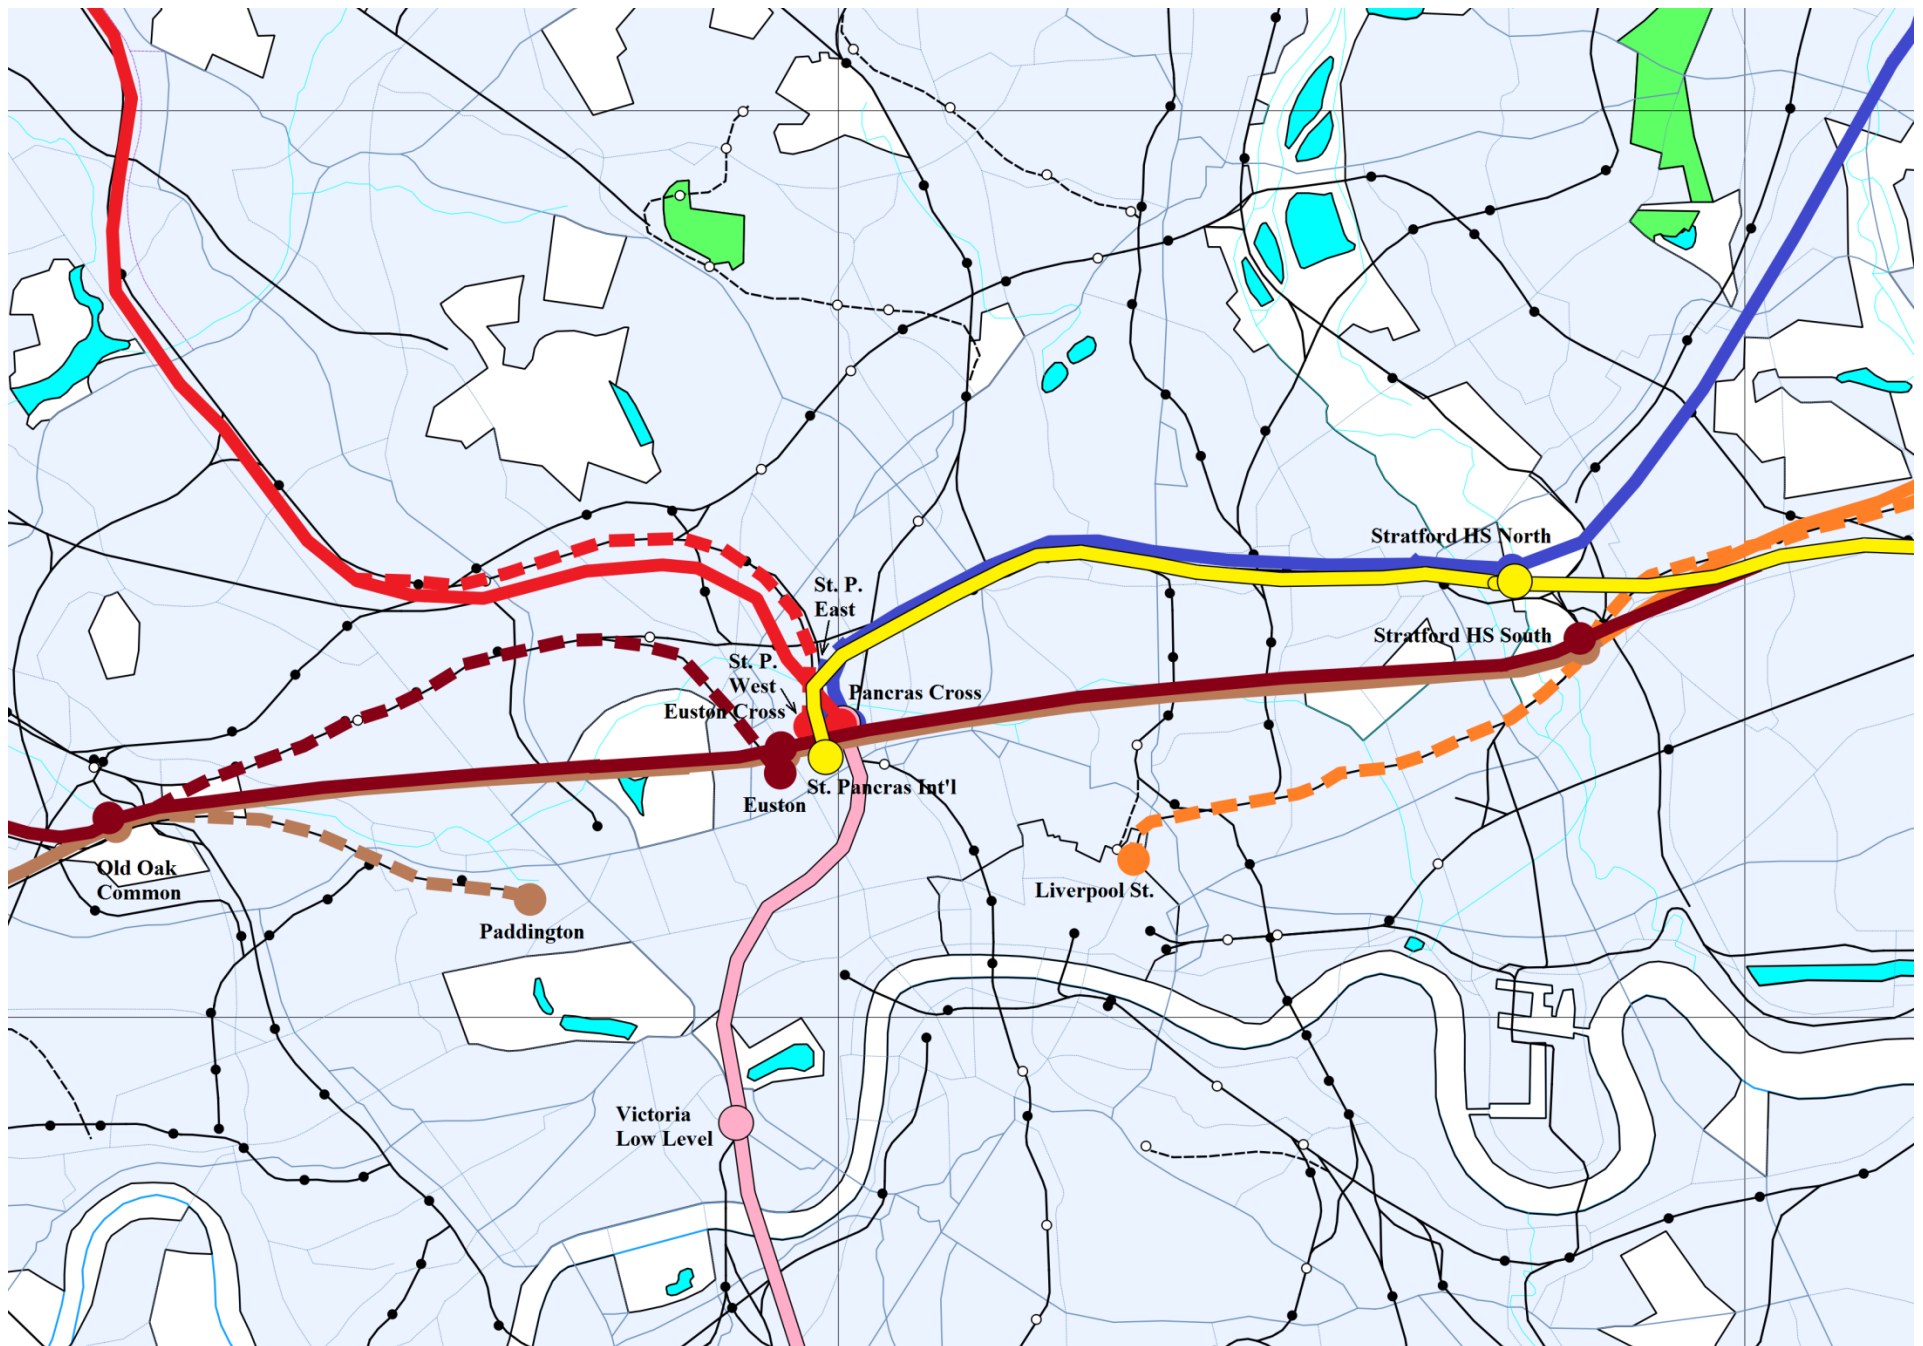 Stratford HS North
St. P.
East
Stratford HS South
St. P.
West
Pancras Cross
Euston Cross
St. Pancras Int'l
Euston
Old Oak
Common
Liverpool St.
Paddington
Victoria
Low Level